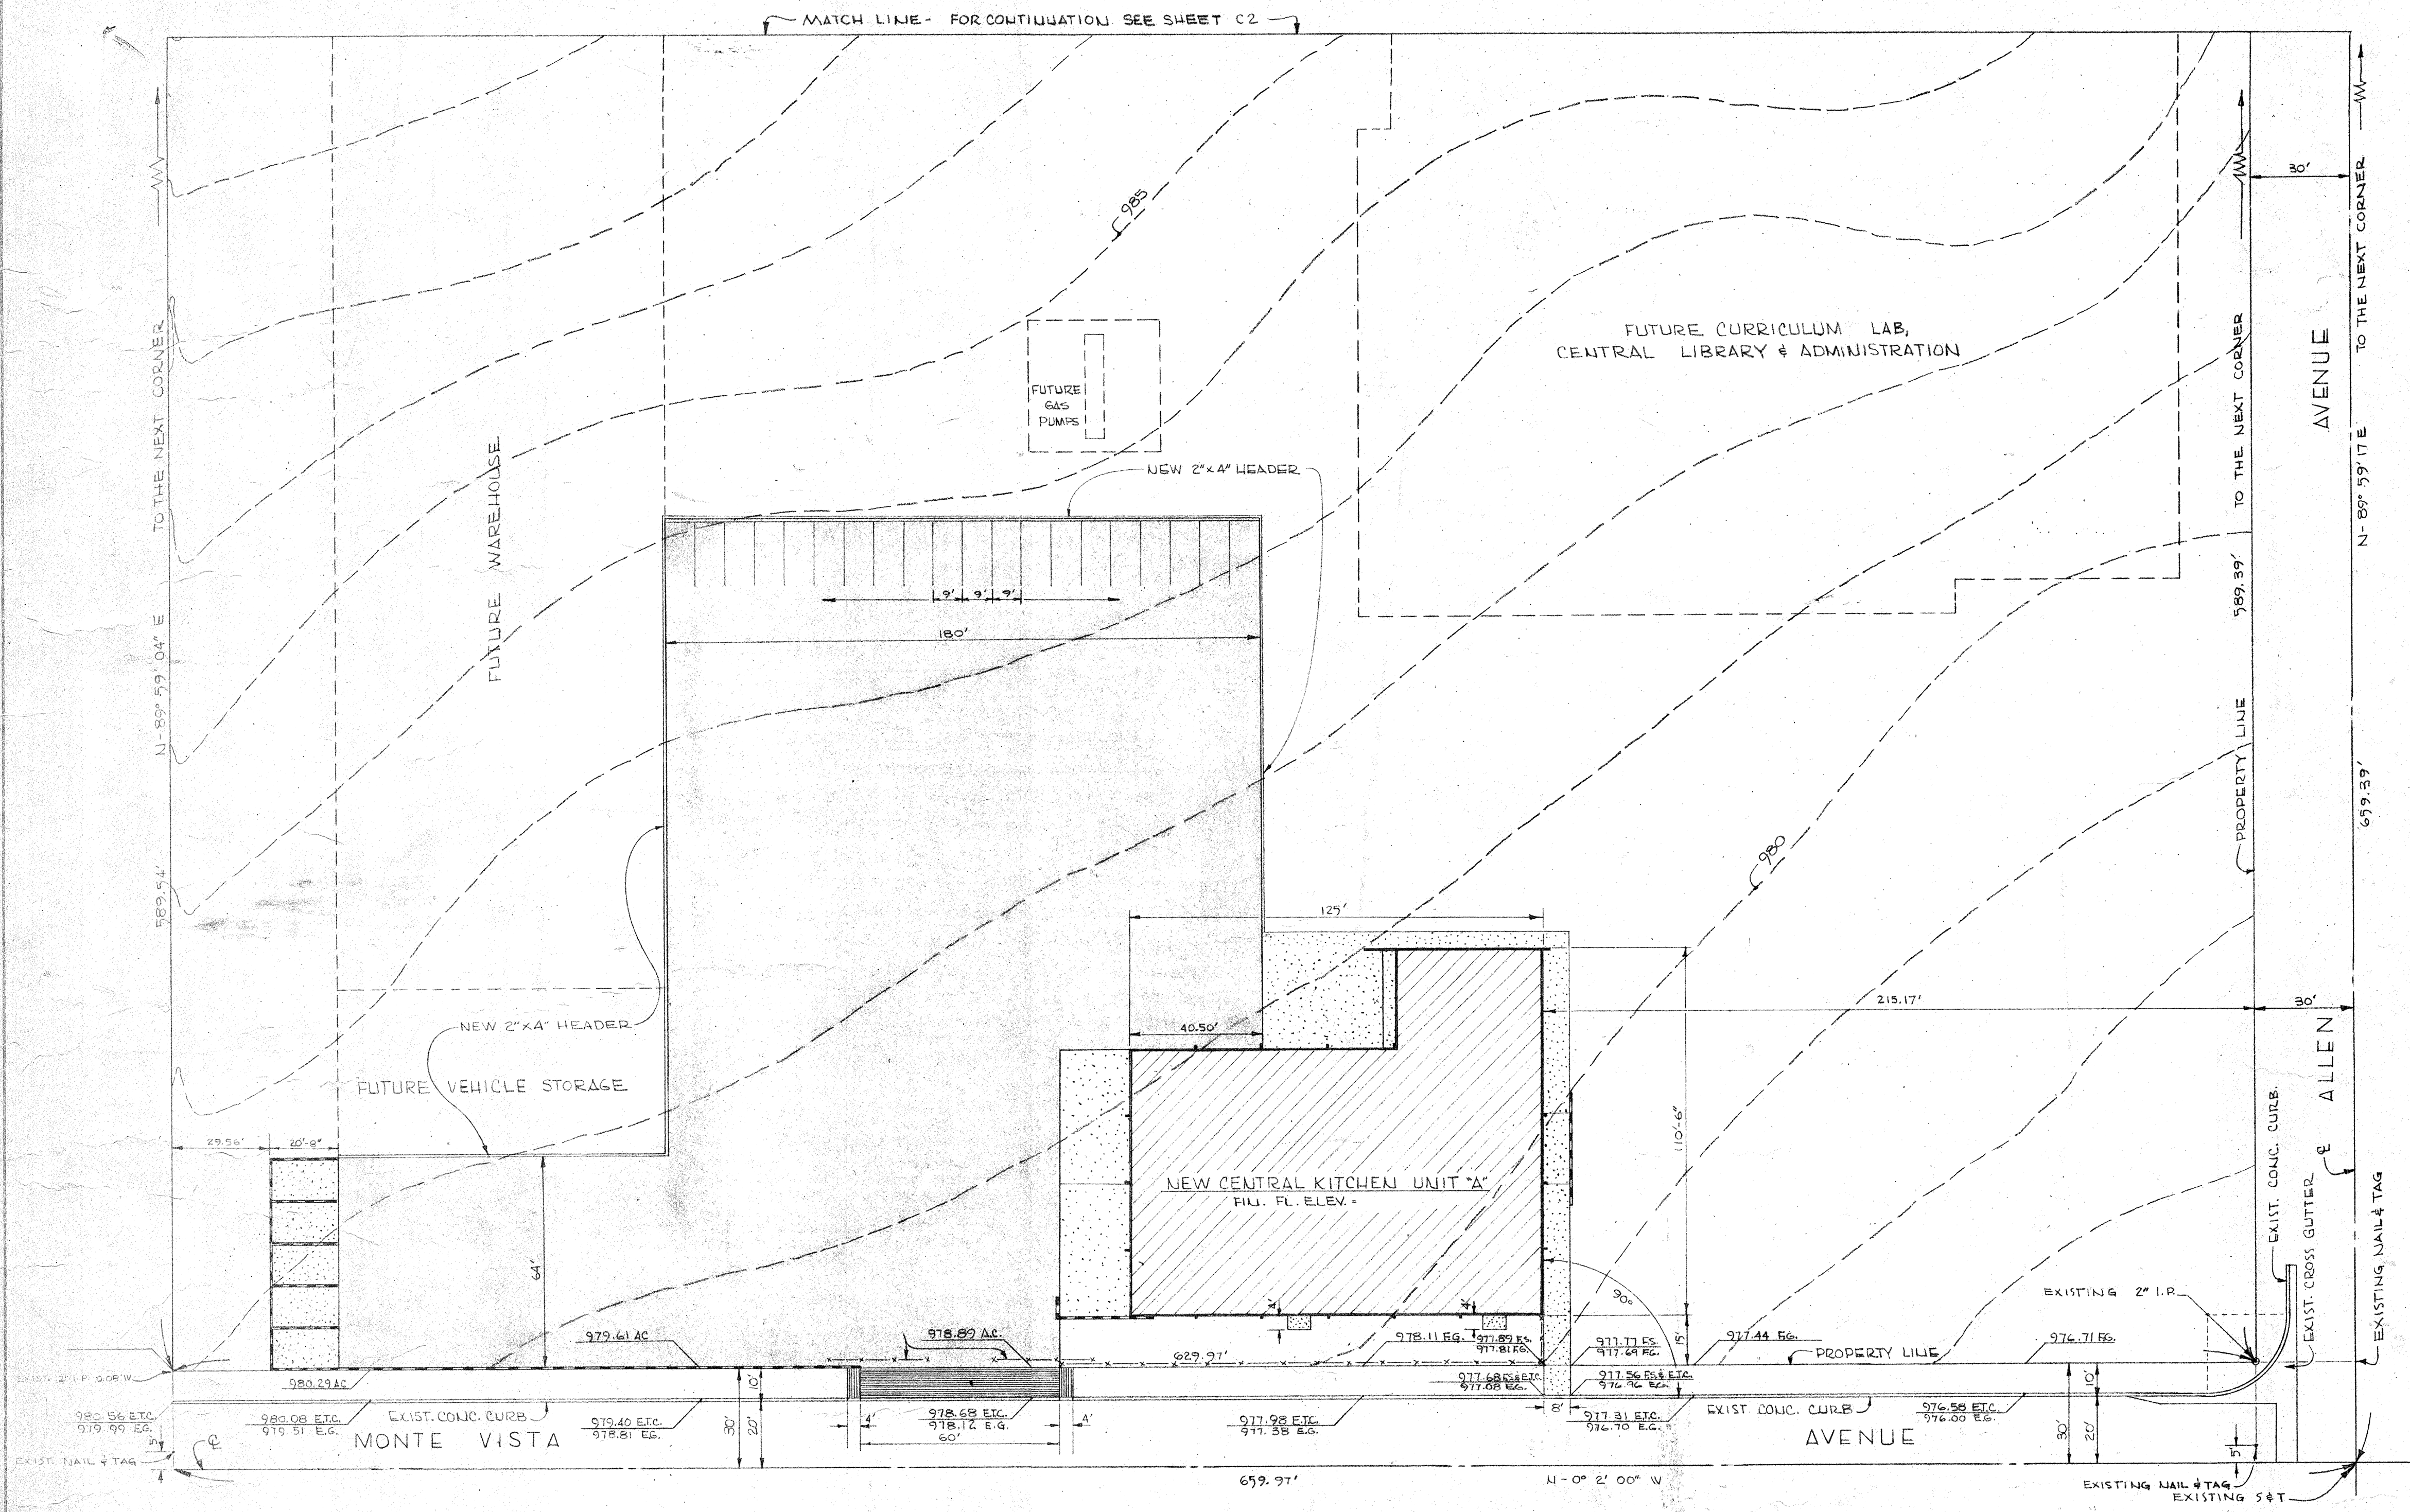 MATCH LINE - FOR CONTINUATION SEE SHEET C2
985
30'
TO THE NEXT CORNER
N-89° 59' 04" E
589.54'
FUTURE WAREHOUSE
FUTURE
GAS
PUMPS
FUTURE CURRICULUM LAB,
CENTRAL LIBRARY & ADMINISTRATION
NEW 2"x4" HEADER
9' 9' 9'
180'
TO THE NEXT CORNER
589.39'
PROPERTY LINE
AVENUE
TO THE NEXT CORNER
N-89° 59' 17 E
659.39'
980
125'
215.17'
30'
40.50'
NEW 2"x4" HEADER
FUTURE VEHICLE STORAGE
29.56'
20'-8"
64'
110'-6"
NEW CENTRAL KITCHEN UNIT "A"
FIN. FL. ELEV. =
90°
4'
4'
15'
¢ ALLEN
EXIST. CONC. CURB.
EXIST. CROSS GUTTER
EXISTING NAIL & TAG
EXISTING 2" I.P.
979.61 AC
978.89 A.C.
629.97'
978.11 F.G.
977.89 F.S.
977.81 F.G.
977.77 F.S.
977.69 F.G.
977.44 F.G.
PROPERTY LINE
976.71 F.G.
EXIST. 2" I.P. 0.08' W.
980.29 AC
10'
977.68 F.S. & E.T.C.
977.08 E.G.
977.56 F.S. & E.T.C.
976.96 E.G.
10'
980.56 E.T.C.
979.99 E.G.
980.08 E.T.C.
979.51 E.G.
EXIST. CONC. CURB
979.40 E.T.C.
978.81 E.G.
4'
978.68 E.T.C.
978.12 E.G.
4'
60'
977.98 E.T.C.
977.38 E.G.
8'
977.31 E.T.C.
976.70 E.G.
EXIST. CONC. CURB
976.58 E.T.C.
976.00 E.G.
MONTE VISTA
AVENUE
30'
20'
30'
20'
5'
5'
EXIST. NAIL & TAG
659.97'
N-0° 2' 00" W
EXISTING NAIL & TAG
EXISTING S & T